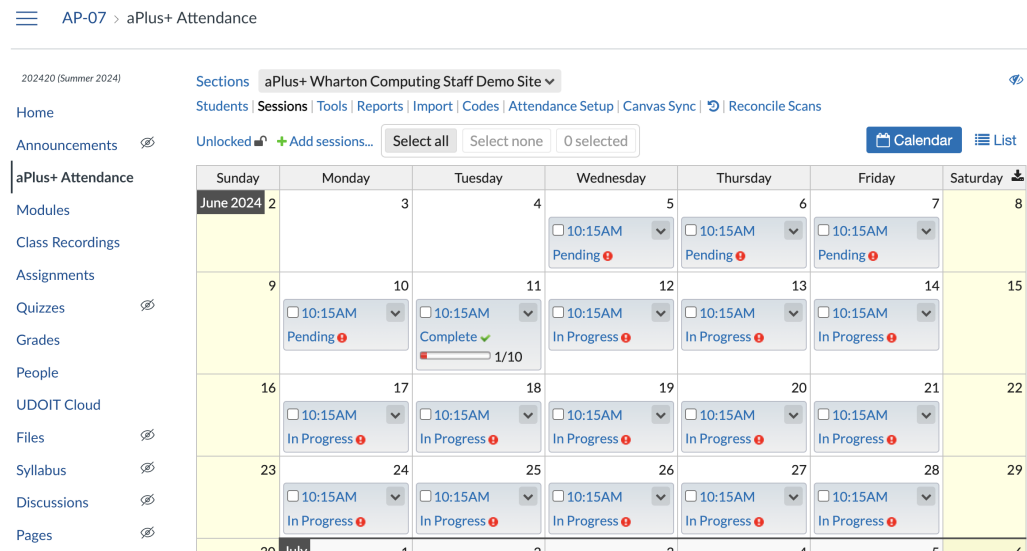 AP-07 > aPlus+ Attendance
202420 (Summer 2024)
Home
Announcements
aPlus+ Attendance
Modules
Class Recordings
Assignments
Quizzes
Grades
People
UDOIT Cloud
Files
Syllabus
Discussions
Pages
Sections aPlus+ Wharton Computing Staff Demo Site
Students | Sessions | Tools | Reports | Import | Codes | Attendance Setup | Canvas Sync | Reconcile Scans
Unlocked + Add sessions... Select all Select none 0 selected Calendar List
Sunday Monday Tuesday Wednesday Thursday Friday Saturday
June 2024 2 3 4 5 6 7 8
10:15AM 10:15AM 10:15AM
Pending Pending Pending
9 10 11 12 13 14 15
10:15AM 10:15AM 10:15AM 10:15AM 10:15AM
Pending Complete In Progress In Progress In Progress
1/10
16 17 18 19 20 21 22
10:15AM 10:15AM 10:15AM 10:15AM 10:15AM
In Progress In Progress In Progress In Progress In Progress
23 24 25 26 27 28 29
10:15AM 10:15AM 10:15AM 10:15AM 10:15AM
In Progress In Progress In Progress In Progress In Progress
30 July 1 2 3 4 5 6